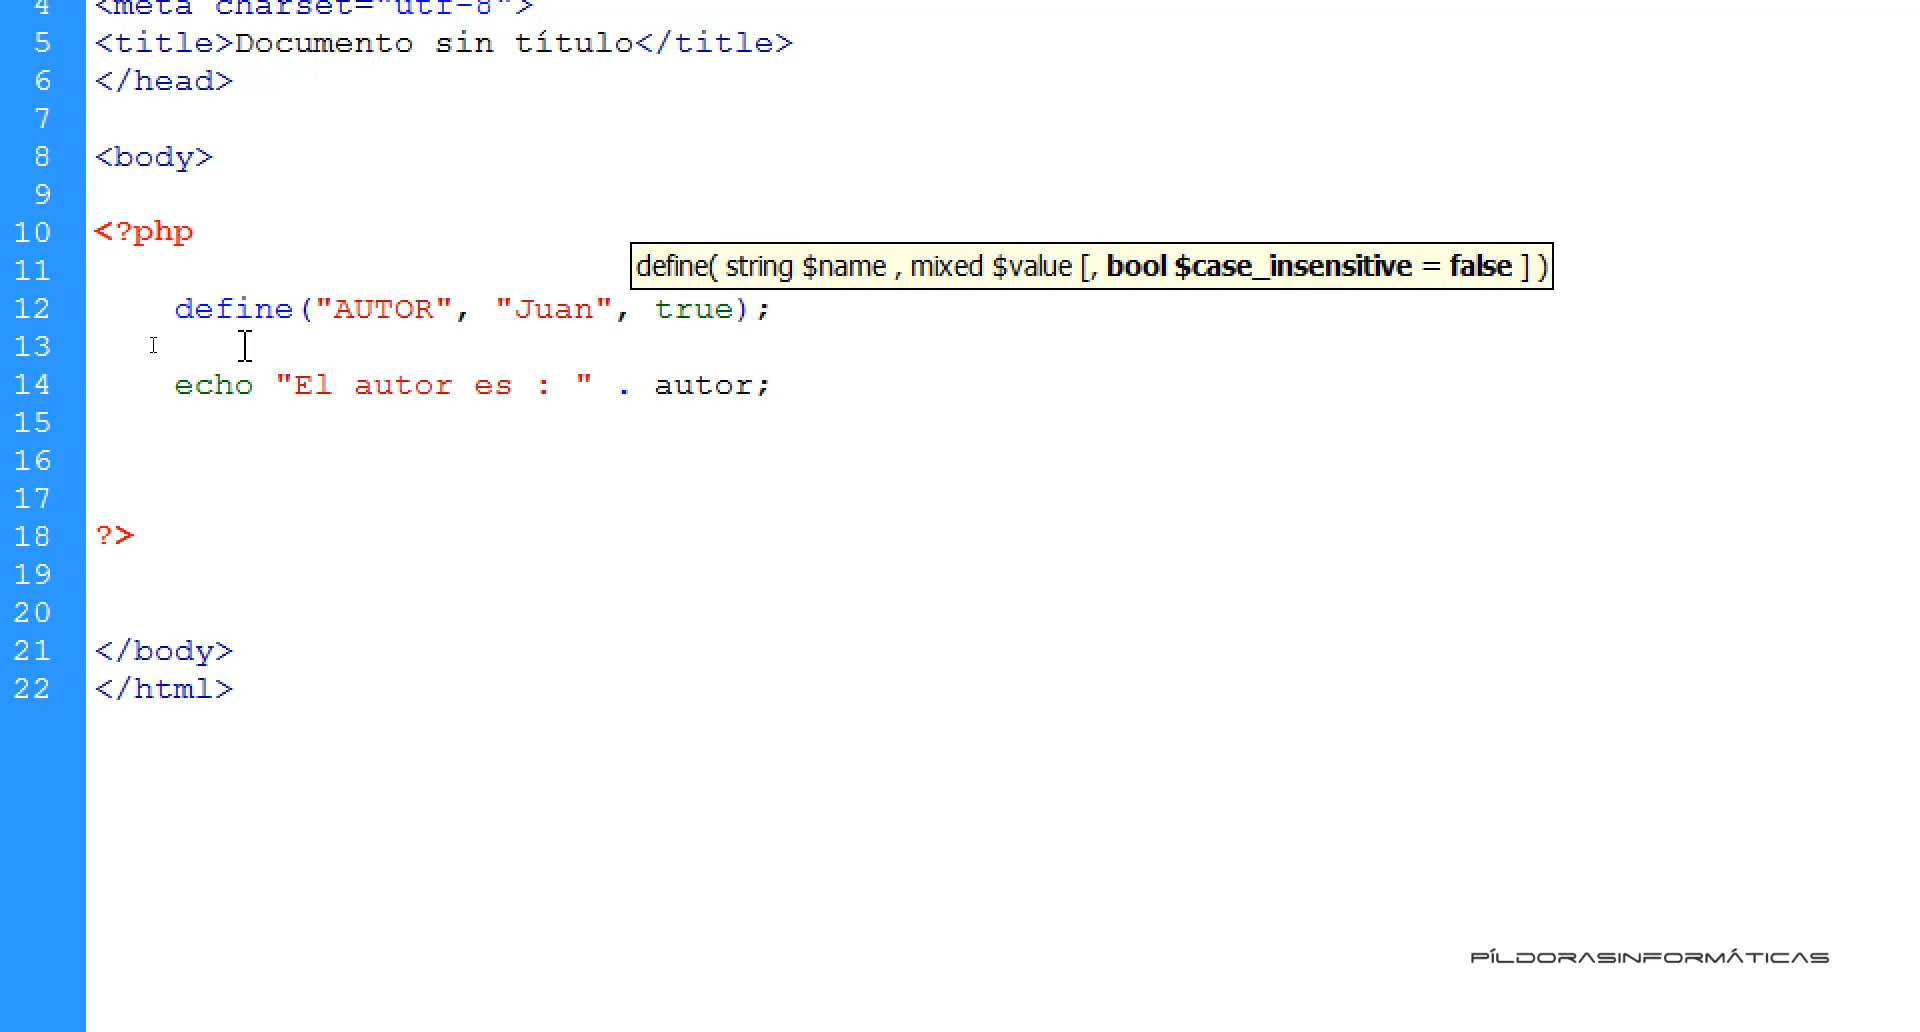 4 <meta charset="utf-8">
5 <title>Documento sin título</title>
6 </head>
7
8 <body>
9
10 <?php
define( string $name , mixed $value [, bool $case_insensitive = false ] )
11
12 define("AUTOR", "Juan", true);
13
14 echo "El autor es : " . autor;
15
16
17
18 ?>
19
20
21 </body>
22 </html>
PÍLDORASINFORMÁTICAS